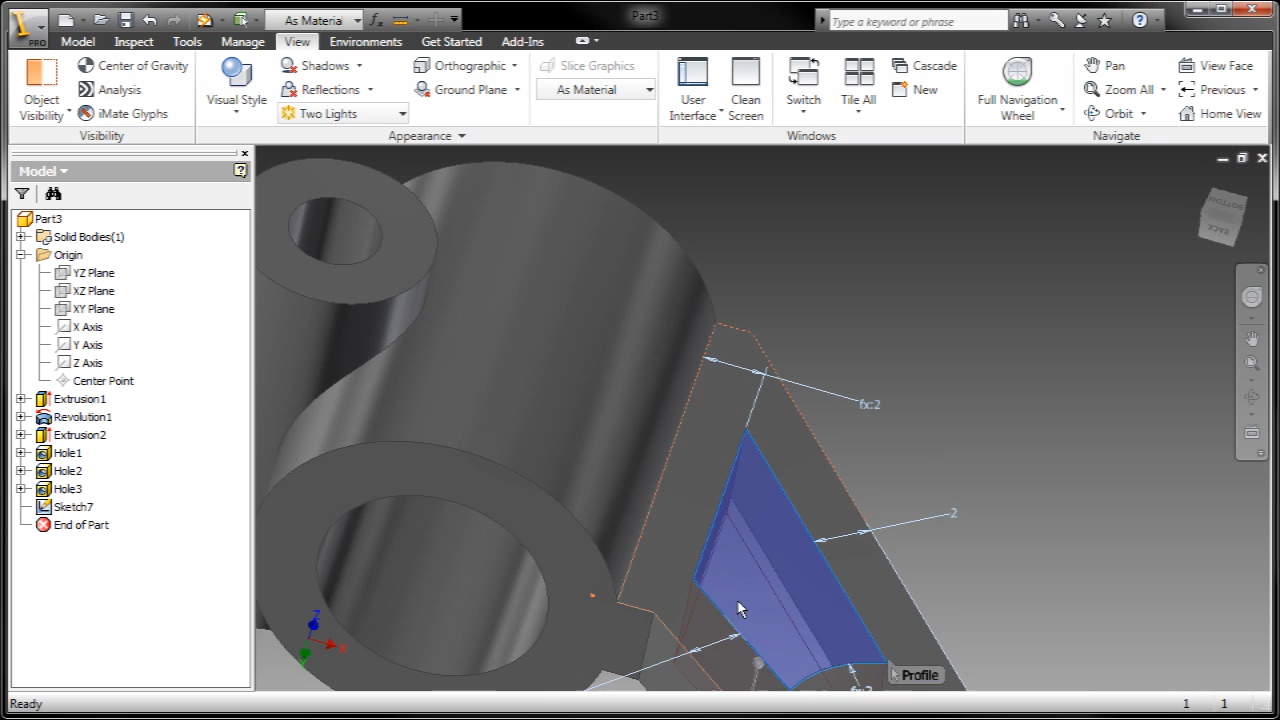 PRO
As Material
Part3
Type a keyword or phrase
Model Inspect Tools Manage View Environments Get Started Add-Ins
Object Visibility
Center of Gravity
Analysis
iMate Glyphs
Visibility
Visual Style
Shadows
Reflections
Two Lights
Orthographic
Ground Plane
Slice Graphics
As Material
Appearance
User Interface
Clean Screen
Switch
Tile All
Cascade
New
Windows
Full Navigation Wheel
Pan
Zoom All
Orbit
View Face
Previous
Home View
Navigate
Model
Part3
Solid Bodies(1)
Origin
YZ Plane
XZ Plane
XY Plane
X Axis
Y Axis
Z Axis
Center Point
Extrusion1
Revolution1
Extrusion2
Hole1
Hole2
Hole3
Sketch7
End of Part
BOTTOM
BACK
fx:2
2
Z
X
Y
Profile
fx:2
Ready
1 1